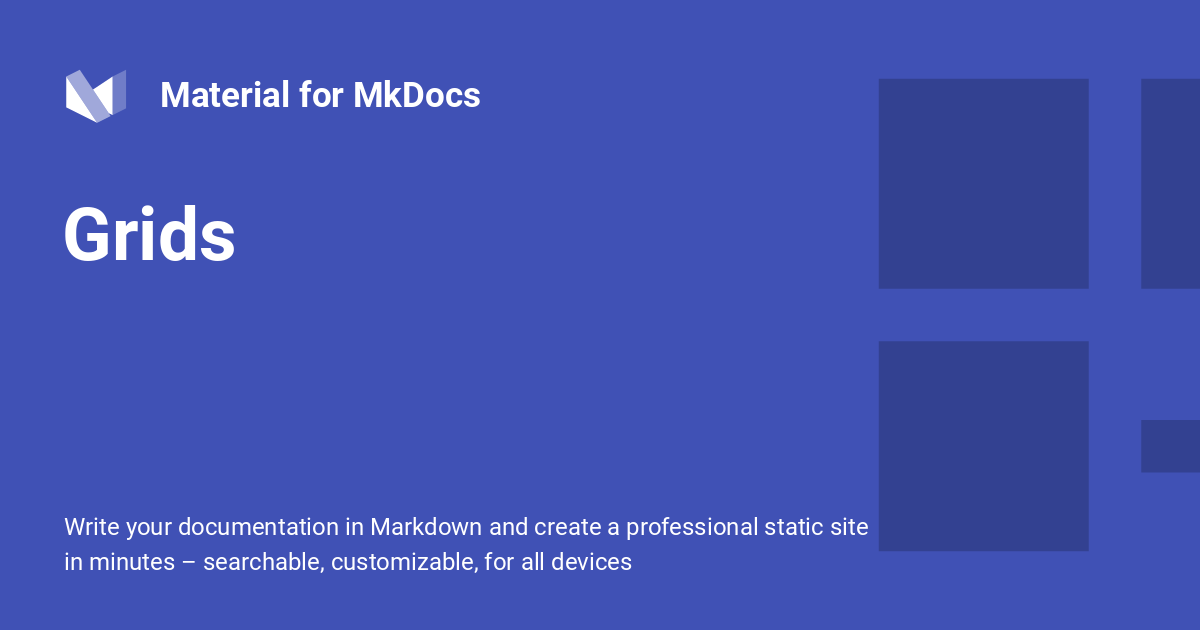 Material for MkDocs
Grids
Write your documentation in Markdown and create a professional static site
in minutes – searchable, customizable, for all devices